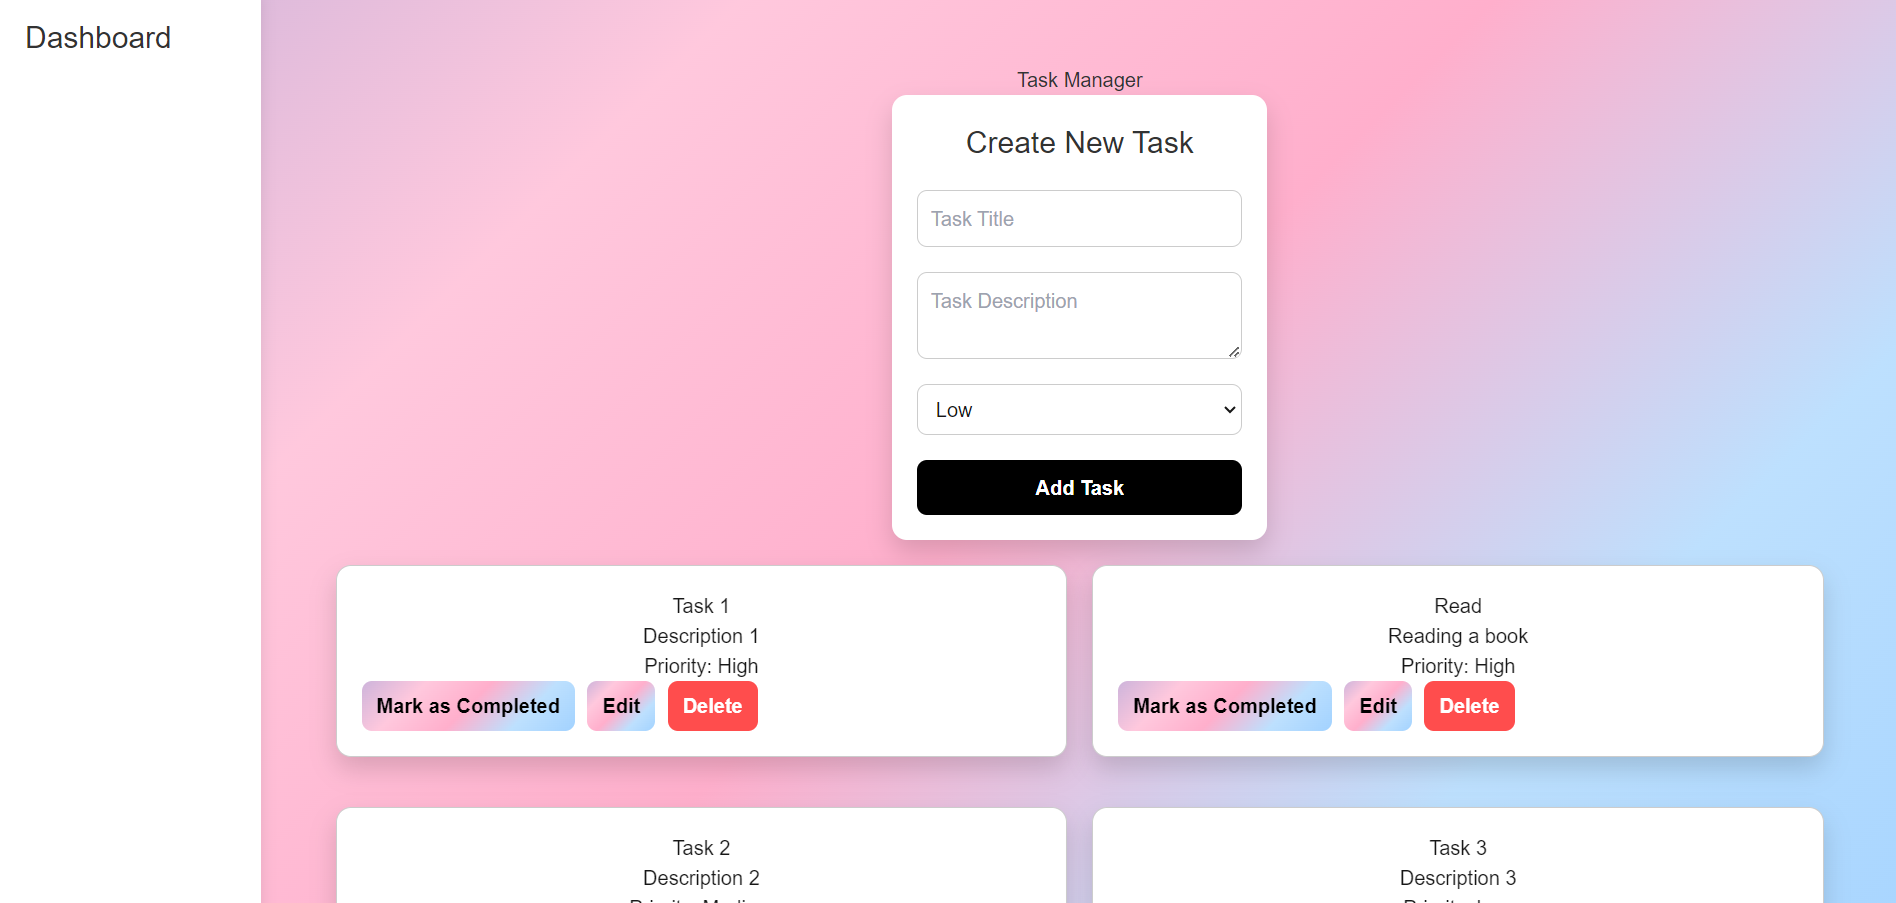 Dashboard
Task Manager
Create New Task
Task Title
Task Description
Low
Add Task
Task 1
Description 1
Priority: High
Mark as Completed Edit Delete
Read
Reading a book
Priority: High
Mark as Completed Edit Delete
Task 2
Description 2
Task 3
Description 3